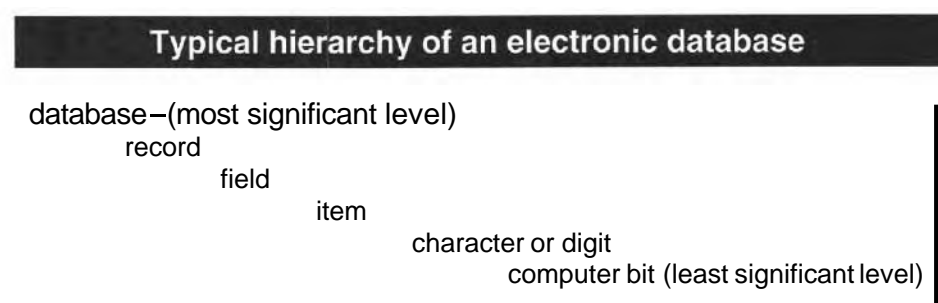 Typical hierarchy of an electronic database
database–(most significant level)
record
field
item
character or digit
computer bit (least significant level)